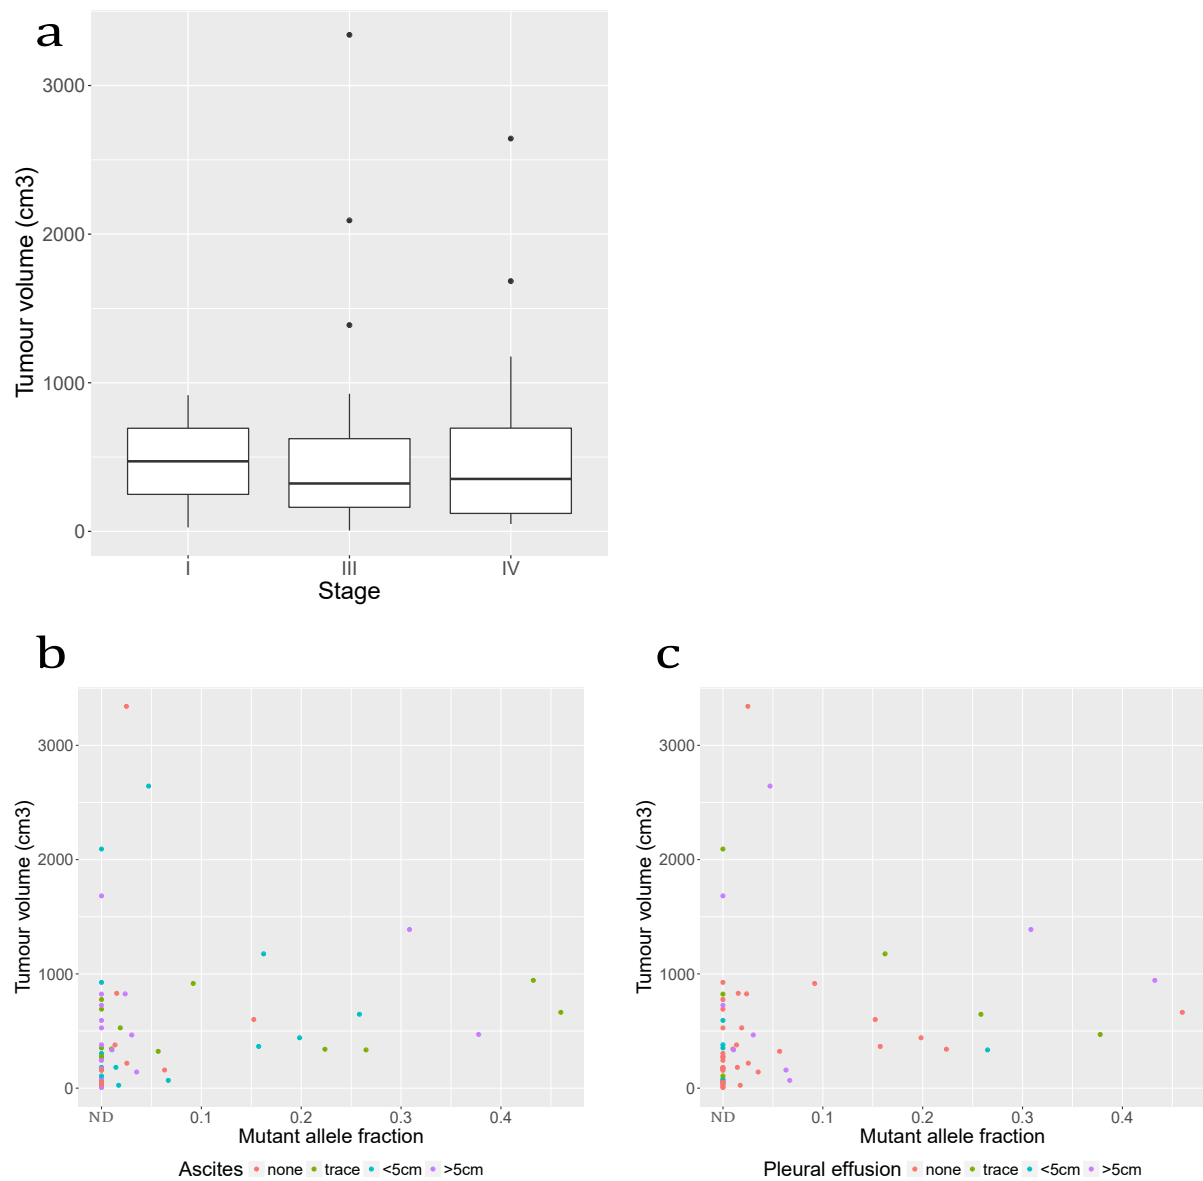 a
Tumour volume (cm3)
3000
2000
1000
0
I III IV
Stage
b
Tumour volume (cm3)
3000
2000
1000
0
ND 0.1 0.2 0.3 0.4
Mutant allele fraction
Ascites none trace <5cm >5cm
c
Tumour volume (cm3)
3000
2000
1000
0
ND 0.1 0.2 0.3 0.4
Mutant allele fraction
Pleural effusion none trace <5cm >5cm